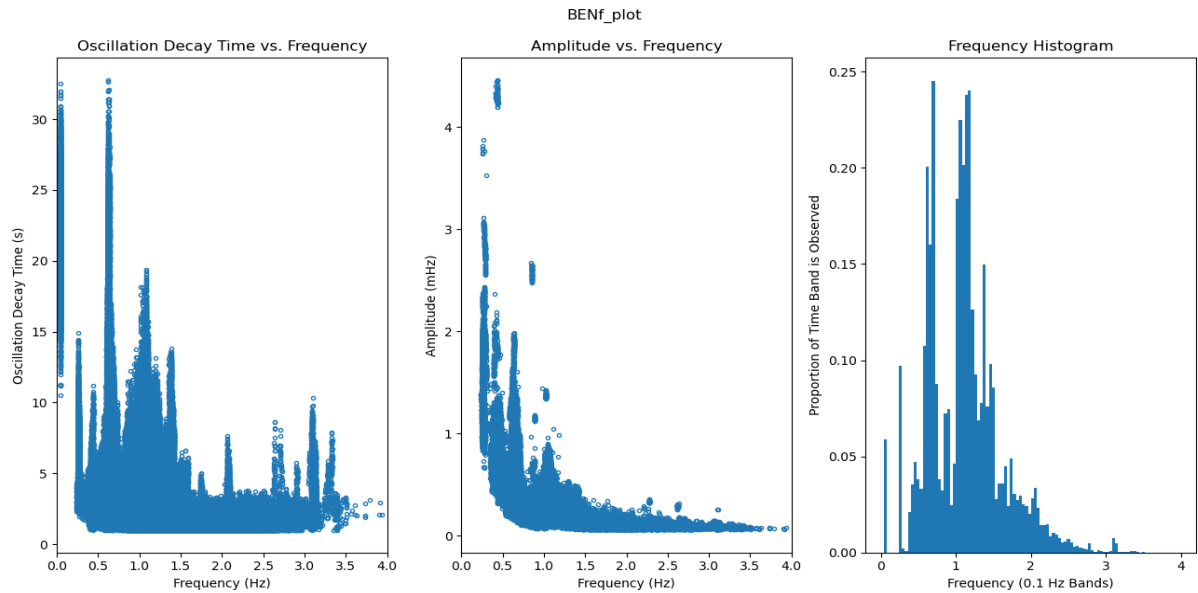 BENf_plot
Oscillation Decay Time vs. Frequency
Oscillation Decay Time (s)
30
25
20
15
10
5
0
0.0 0.5 1.0 1.5 2.0 2.5 3.0 3.5 4.0
Frequency (Hz)
Amplitude vs. Frequency
Amplitude (mHz)
4
3
2
1
0
0.0 0.5 1.0 1.5 2.0 2.5 3.0 3.5 4.0
Frequency (Hz)
Frequency Histogram
Proportion of Time Band is Observed
0.25
0.20
0.15
0.10
0.05
0.00
0 1 2 3 4
Frequency (0.1 Hz Bands)